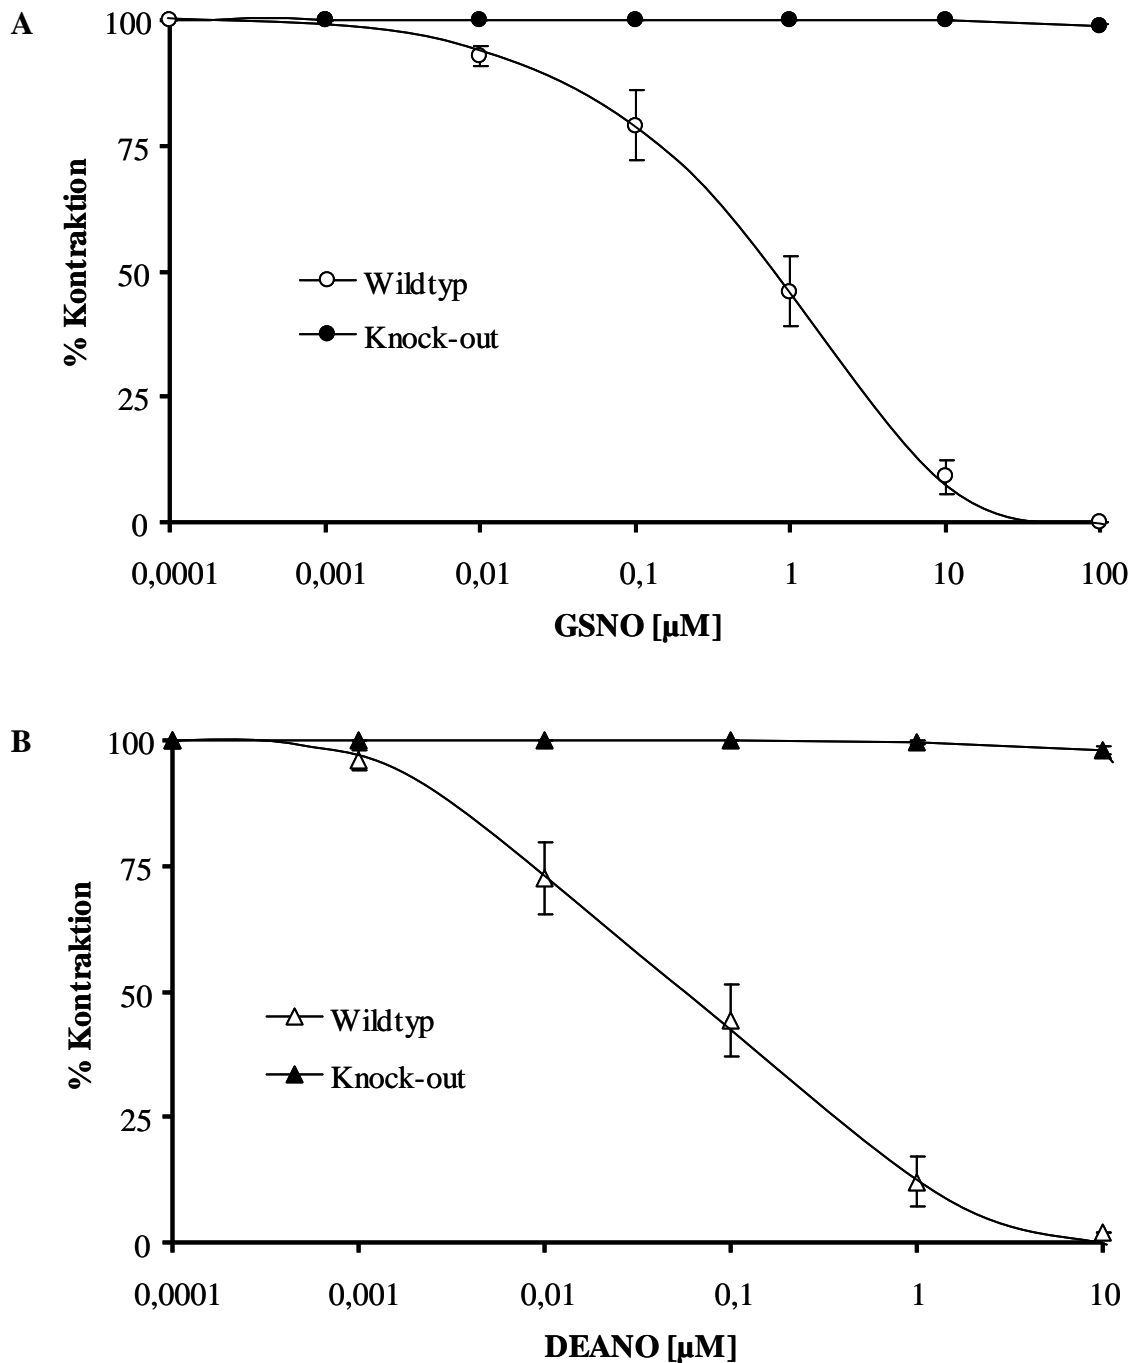 A
100
75
50
25
0
% Kontraktion
Wildtyp
Knock-out
0,0001 0,001 0,01 0,1 1 10 100
GSNO [µM]
B
100
75
50
25
0
% Kontraktion
Wildtyp
Knock-out
0,0001 0,001 0,01 0,1 1 10
DEANO [µM]